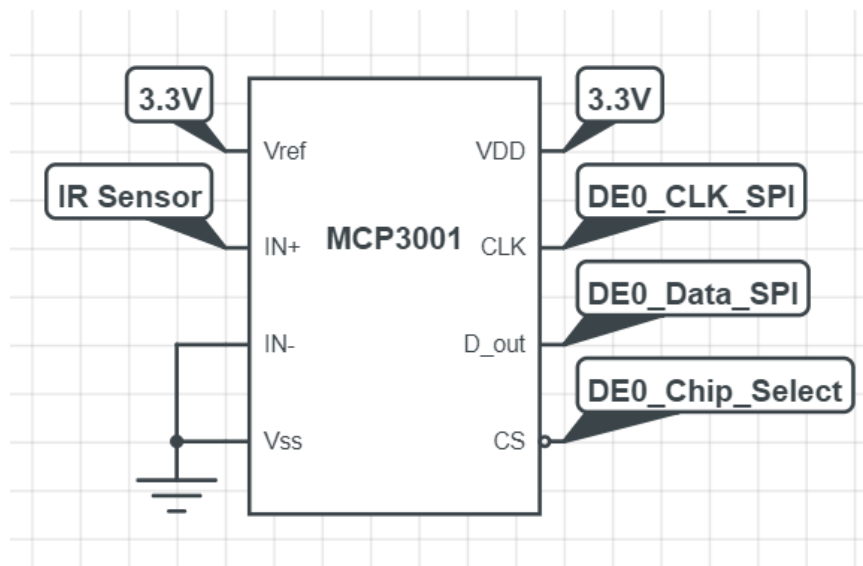 3.3V
3.3V
Vref
VDD
IR Sensor
DE0_CLK_SPI
IN+
MCP3001
CLK
DE0_Data_SPI
IN-
D_out
DE0_Chip_Select
Vss
CS